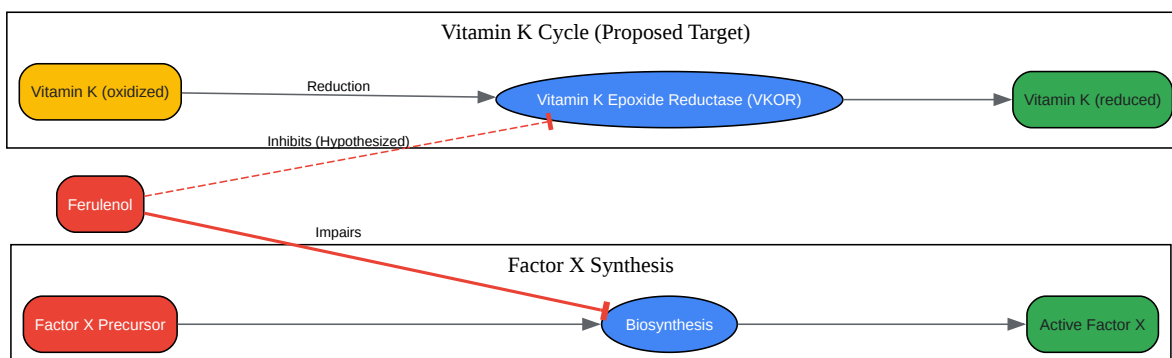 Vitamin K Cycle (Proposed Target)
Vitamin K (oxidized)
Reduction
Vitamin K Epoxide Reductase (VKOR)
Vitamin K (reduced)
Inhibits (Hypothesized)
Ferulenol
Impairs
Factor X Synthesis
Factor X Precursor
Biosynthesis
Active Factor X